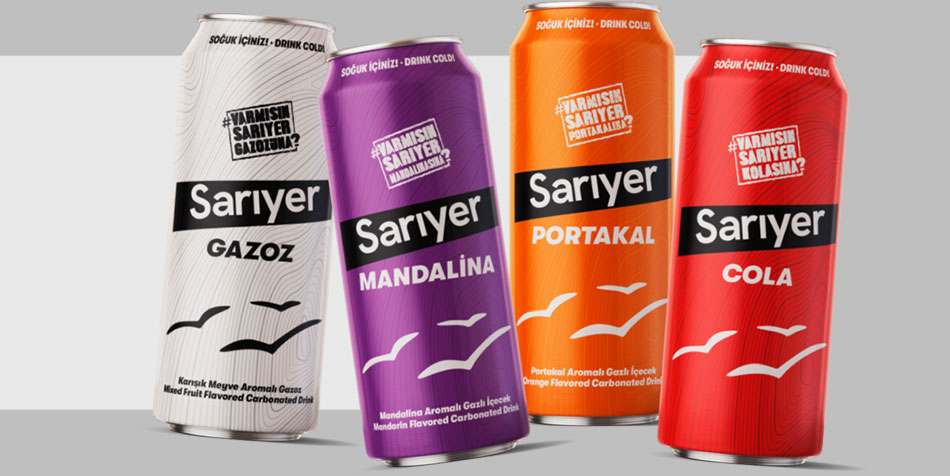 SOĞUK İÇİNİZ! · DRINK COLD!
#VARMISIN
SARIYER
GAZOZUNA?
Sarıyer
GAZOZ
Karışık Meyve Aromalı Gazoz
Mixed Fruit Flavored Carbonated Drink
SOĞUK İÇİNİZ! · DRINK COLD!
#VARMISIN
SARIYER
MANDALINASINA?
Sarıyer
MANDALİNA
Mandalina Aromalı Gazlı İçecek
Mandarin Flavored Carbonated Drink
SOĞUK İÇİNİZ! · DRINK COLD!
#VARMISIN
SARIYER
PORTAKALINA?
Sarıyer
PORTAKAL
Portakal Aromalı Gazlı İçecek
Orange Flavored Carbonated Drink
SOĞUK İÇİNİZ! · DRINK COLD!
#VARMISIN
SARIYER
KOLASINA?
Sarıyer
COLA